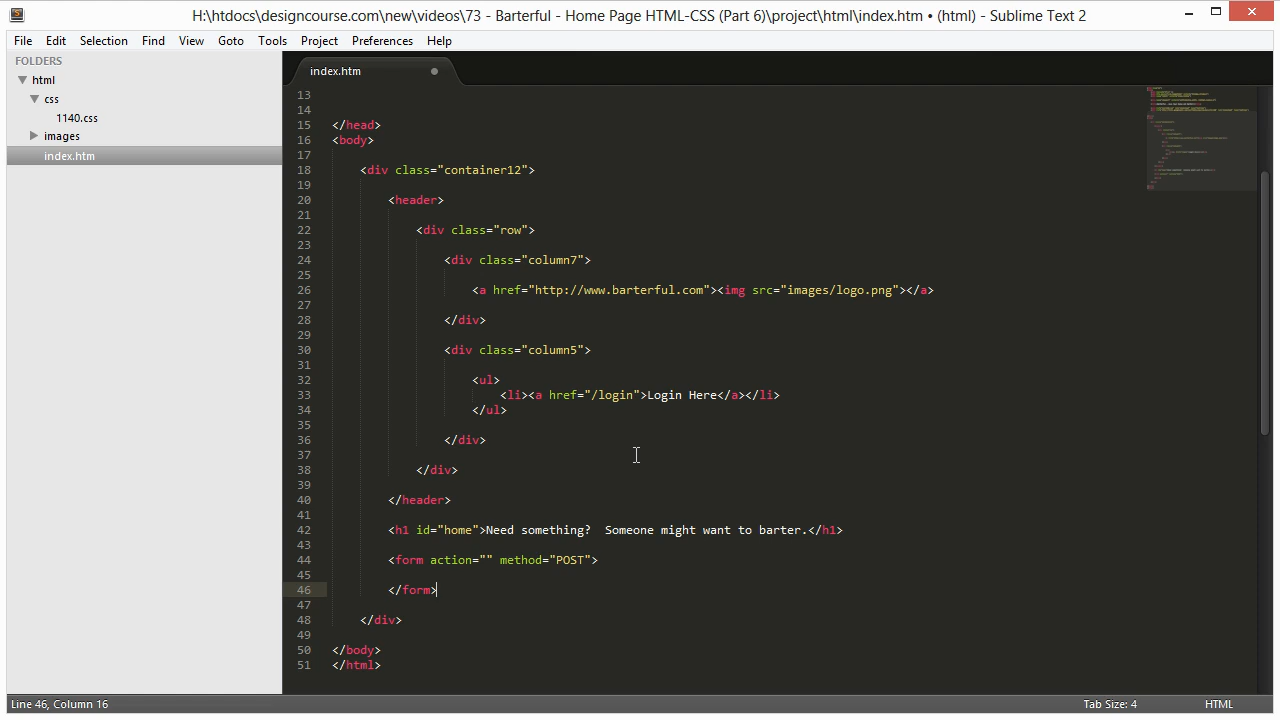 H:\htdocs\designcourse.com\new\videos\73 - Barterful - Home Page HTML-CSS (Part 6)\project\html\index.htm • (html) - Sublime Text 2
File Edit Selection Find View Goto Tools Project Preferences Help
FOLDERS
html
css
1140.css
images
index.htm
index.htm
13
14
15 </head>
16 <body>
17
18 <div class="container12">
19
20 <header>
21
22 <div class="row">
23
24 <div class="column7">
25
26 <a href="http://www.barterful.com"><img src="images/logo.png"></a>
27
28 </div>
29
30 <div class="column5">
31
32 <ul>
33 <li><a href="/login">Login Here</a></li>
34 </ul>
35
36 </div>
37
38 </div>
39
40 </header>
41
42 <h1 id="home">Need something?  Someone might want to barter.</h1>
43
44 <form action="" method="POST">
45
46 </form>
47
48 </div>
49
50 </body>
51 </html>
Line 46, Column 16 Tab Size: 4 HTML